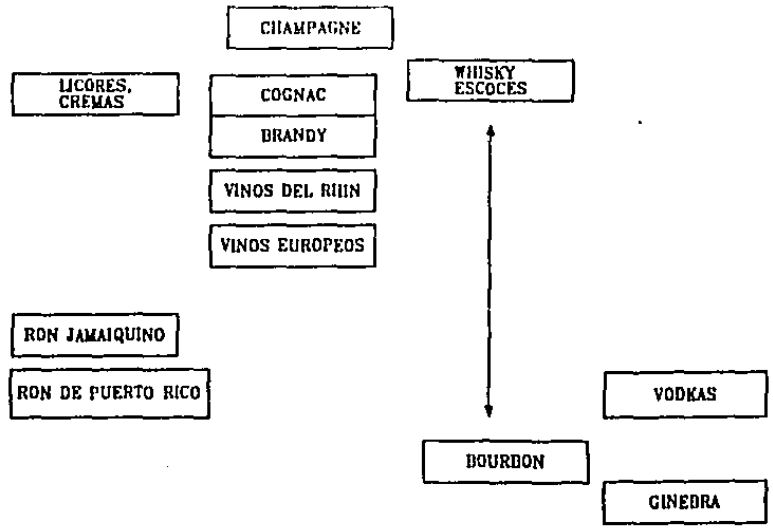 CHAMPAGNE
LICORES,
CREMAS
COGNAC
WHISKY
ESCOCES
BRANDY
VINOS DEL RHIN
VINOS EUROPEOS
RON JAMAIQUINO
RON DE PUERTO RICO
VODKAS
BOURBON
GINEBRA